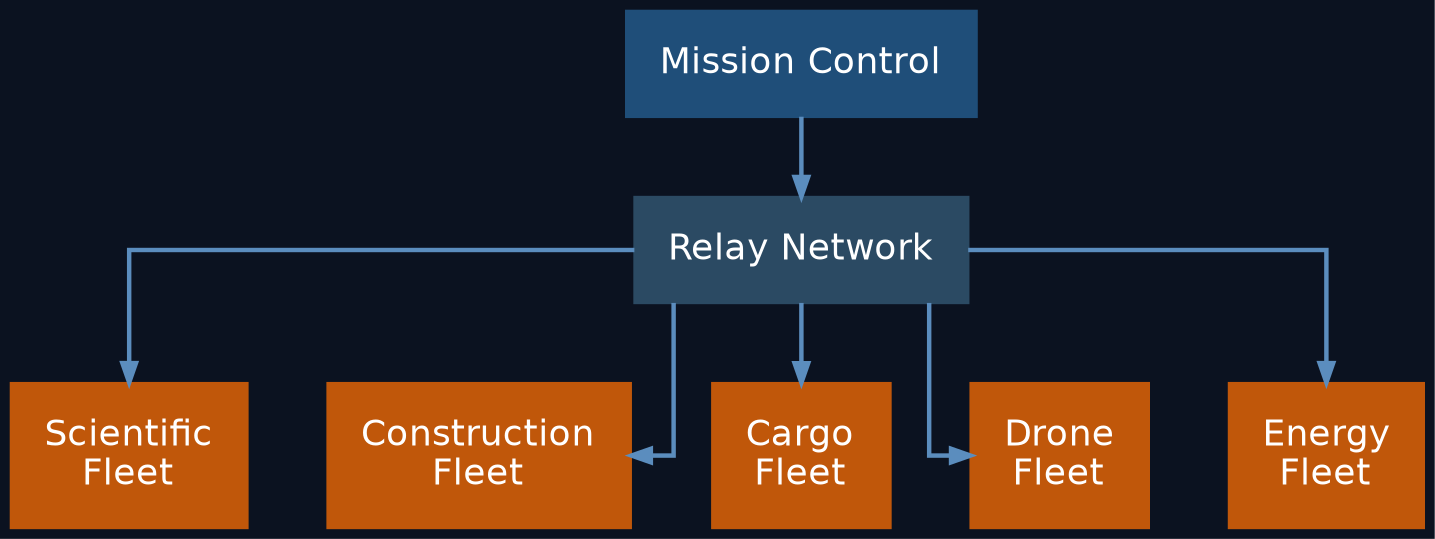 Mission Control
Relay Network
Scientific
Fleet
Construction
Fleet
Cargo
Fleet
Drone
Fleet
Energy
Fleet